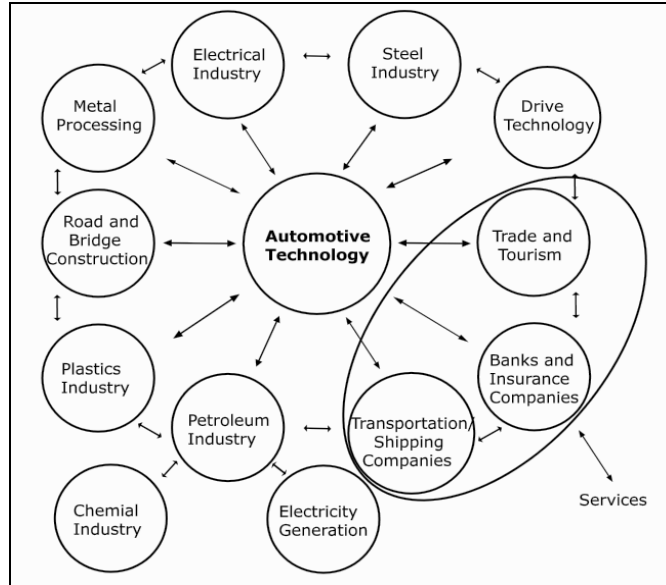 Electrical
Industry
Steel
Industry
Metal
Processing
Drive
Technology
Road and
Bridge
Construction
Automotive
Technology
Trade and
Tourism
Plastics
Industry
Banks and
Insurance
Companies
Petroleum
Industry
Transportation/
Shipping
Companies
Chemial
Industry
Electricity
Generation
Services